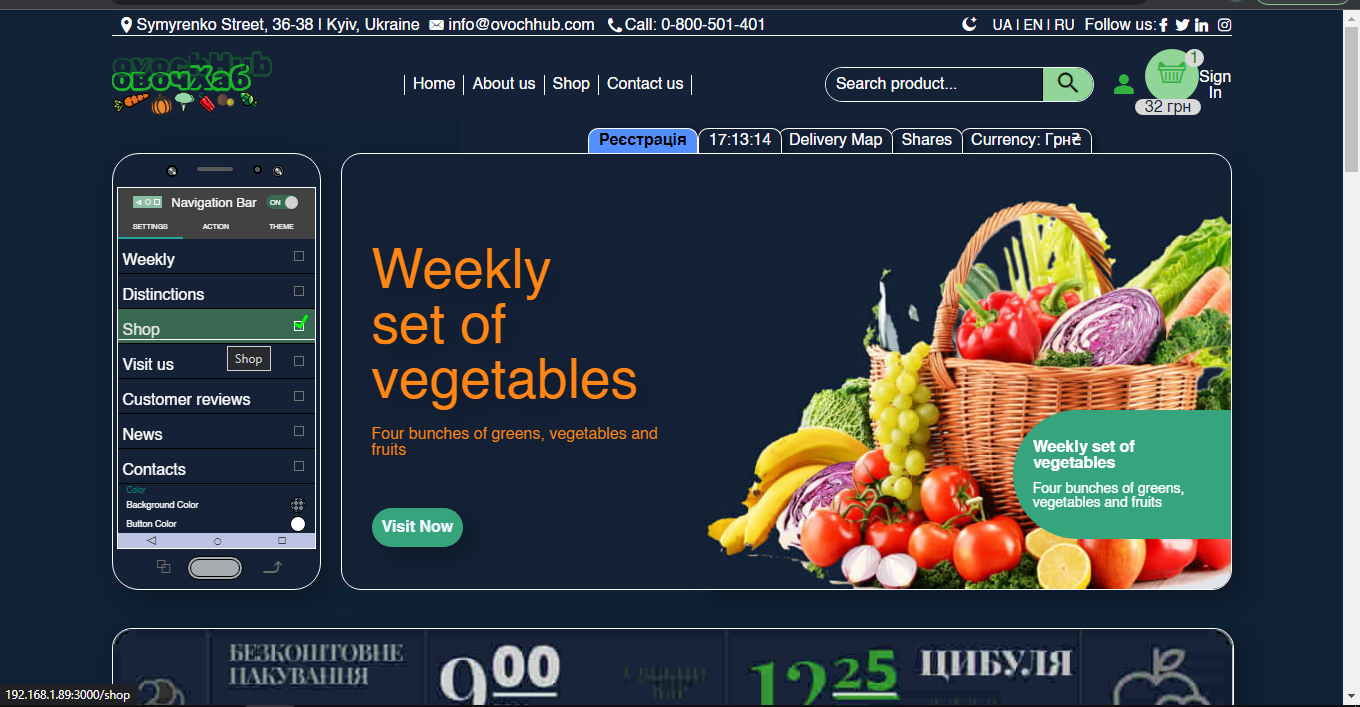 Symyrenko Street, 36-38 I Kyiv, Ukraine info@ovochhub.com Call: 0-800-501-401 UA I EN I RU Follow us:
ovochHub
овочХаб
Home About us Shop Contact us
Search product...
1
Sign In
32 грн
Реєстрація 17:13:14 Delivery Map Shares Currency: Грн₴
Navigation Bar ON
SETTINGS ACTION THEME
Weekly
Distinctions
Shop
Shop
Visit us
Customer reviews
News
Contacts
Color
Background Color
Button Color
Weekly
set of
vegetables
Four bunches of greens, vegetables and
fruits
Visit Now
Weekly set of
vegetables
Four bunches of greens,
vegetables and fruits
БЕЗКОШТОВНЕ
ПАКУВАННЯ
9 00
12 25
ЦИБУЛЯ
192.168.1.89:3000/shop